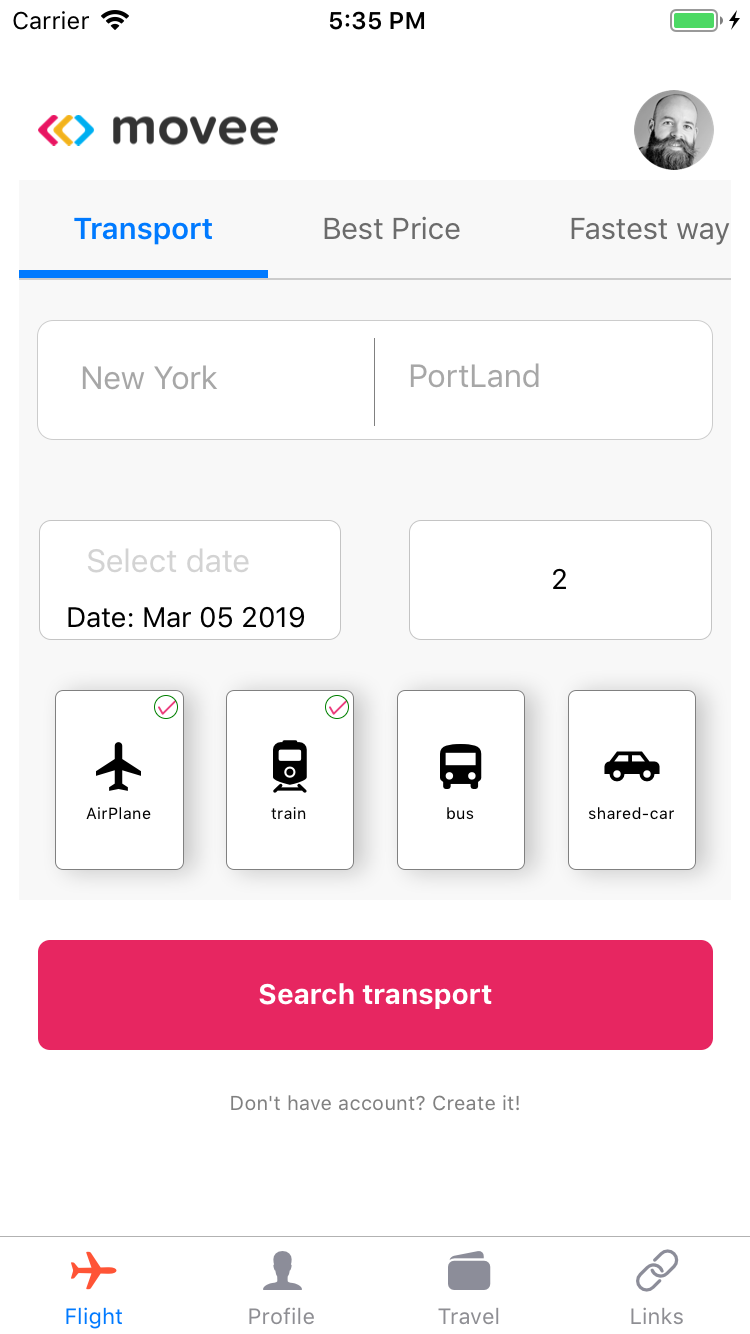 Carrier 5:35 PM
movee
Transport Best Price Fastest way
New York PortLand
Select date
Date: Mar 05 2019
2
AirPlane train bus shared-car
Search transport
Don't have account? Create it!
Flight Profile Travel Links